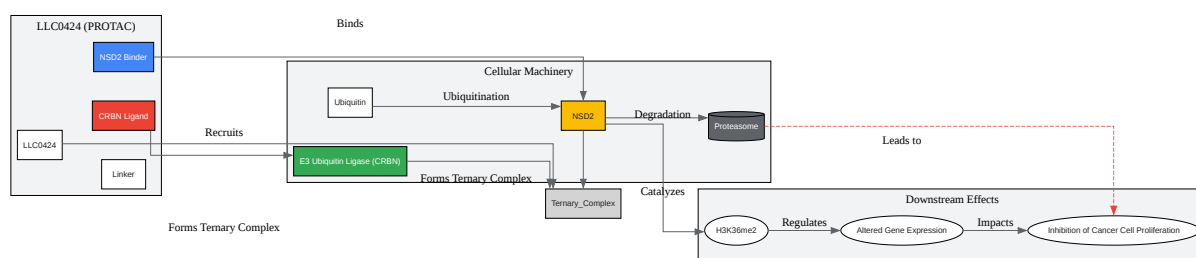 LLC0424 (PROTAC)
Binds
NSD2 Binder
Cellular Machinery
Ubiquitin
Ubiquitination
CRBN Ligand
NSD2
Degradation
Proteasome
Recruits
LLC0424
Leads to
E3 Ubiquitin Ligase (CRBN)
Linker
Forms Ternary Complex
Catalyzes
Ternary_Complex
Downstream Effects
Forms Ternary Complex
H3K36me2
Regulates
Altered Gene Expression
Impacts
Inhibition of Cancer Cell Proliferation